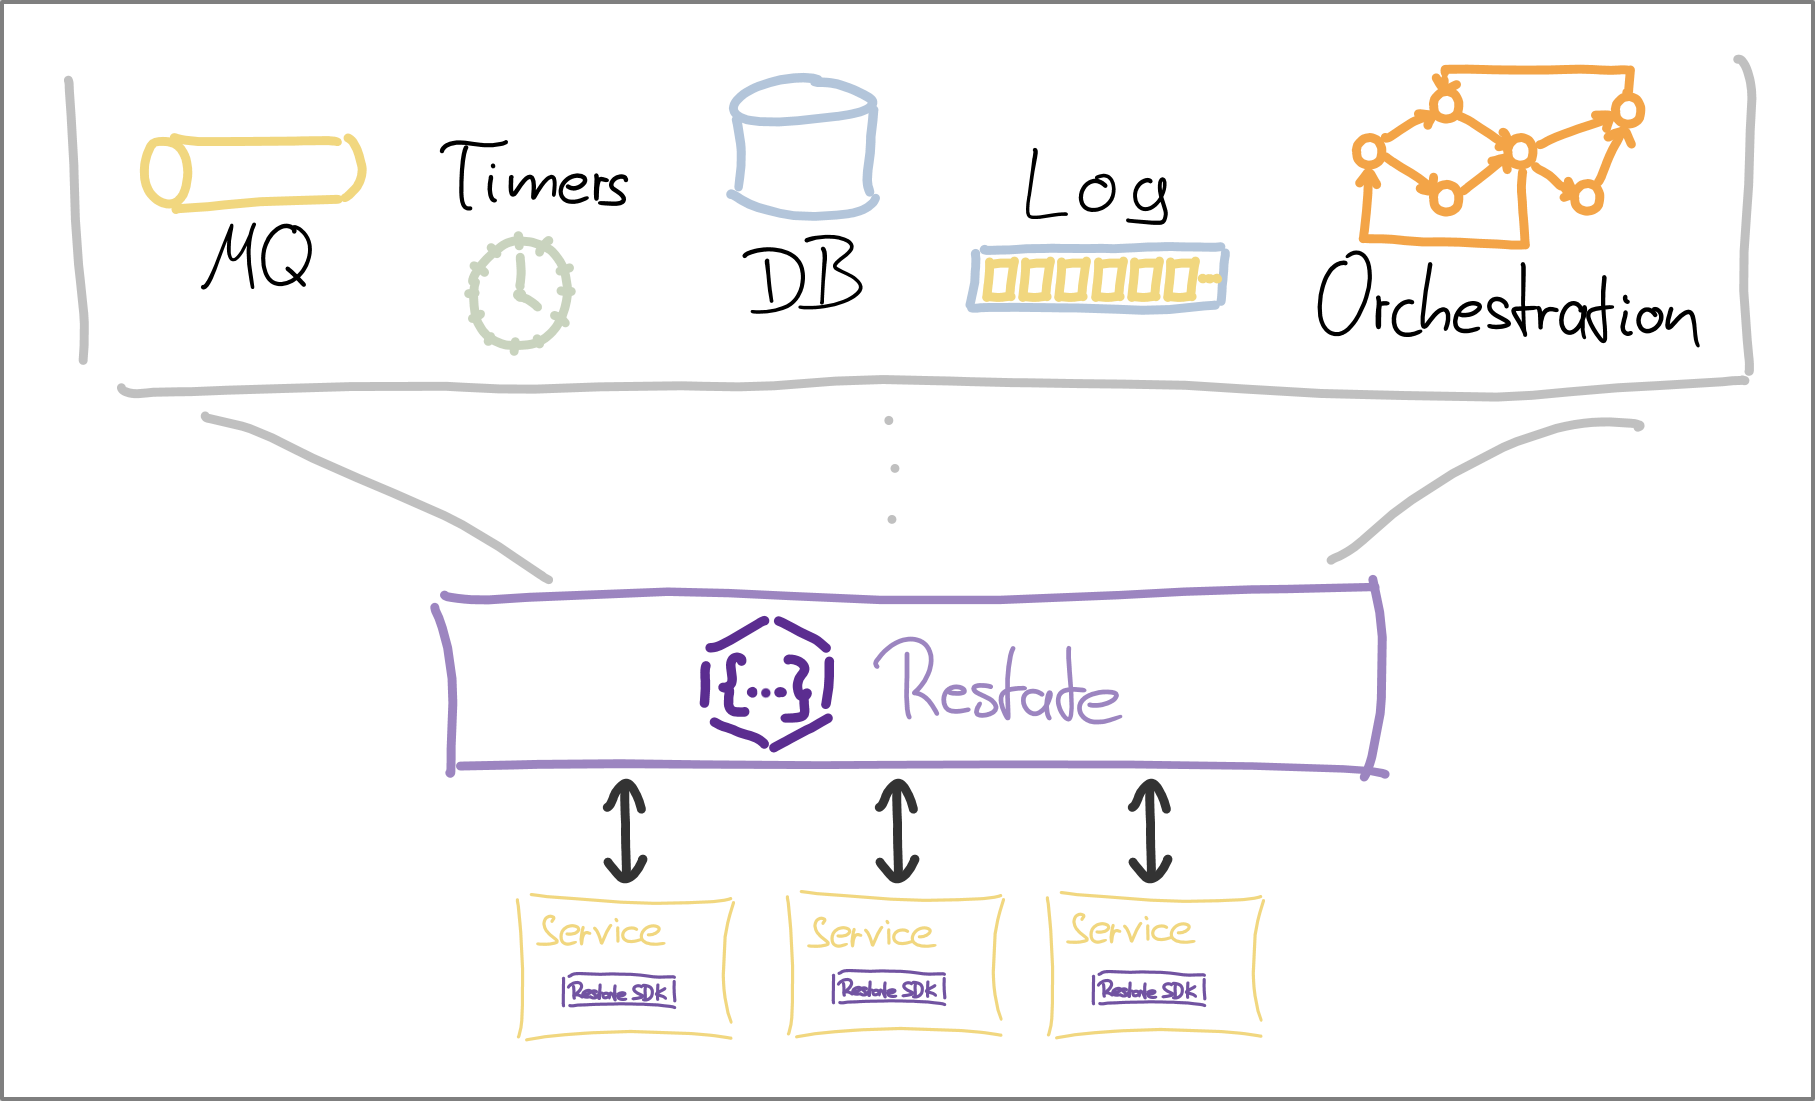 MQ
Timers
DB
Log
Orchestration
{...} Restate
Service
Restate SDK
Service
Restate SDK
Service
Restate SDK